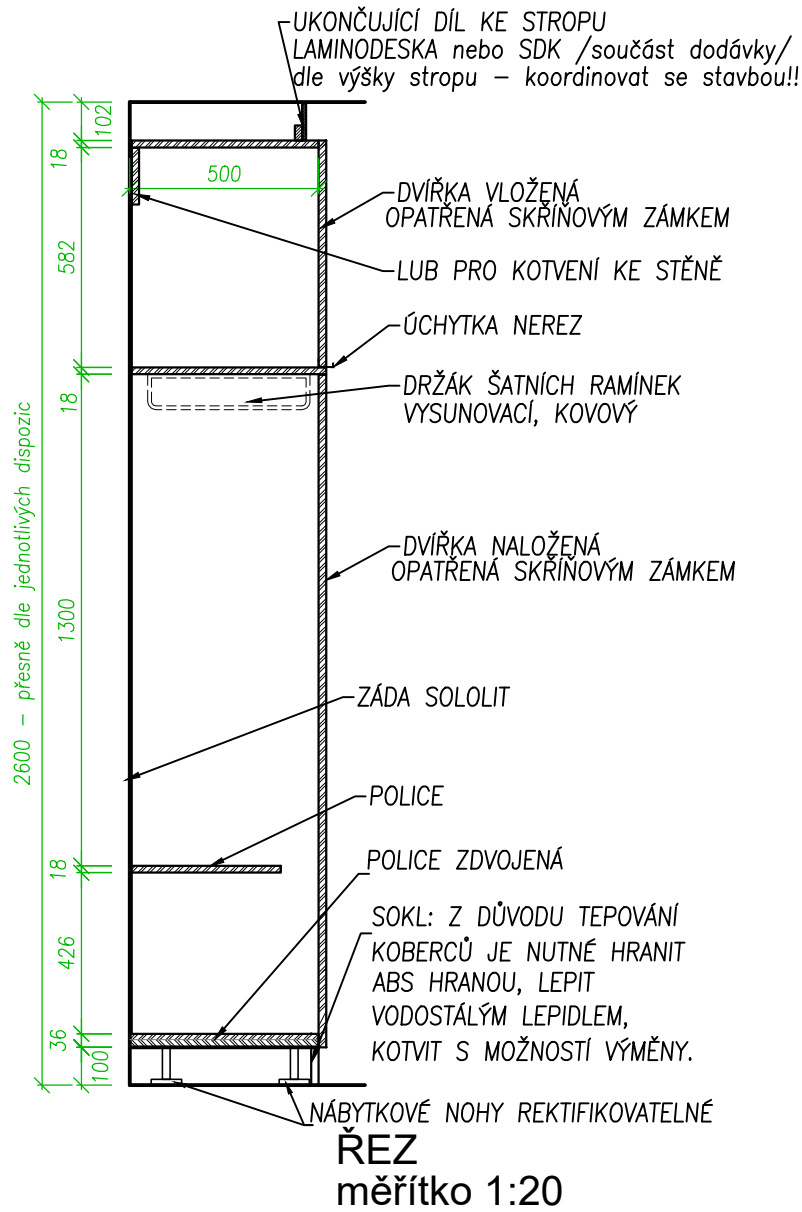 UKONČUJÍCÍ DÍL KE STROPU
LAMINODESKA nebo SDK /součást dodávky/
dle výšky stropu – koordinovat se stavbou!!
102
18
500
DVÍŘKA VLOŽENÁ
OPATŘENÁ SKŘÍŇOVÝM ZÁMKEM
582
LUB PRO KOTVENÍ KE STĚNĚ
ÚCHYTKA NEREZ
18
DRŽÁK ŠATNÍCH RAMÍNEK
VYSUNOVACÍ, KOVOVÝ
2600 – přesně dle jednotlivých dispozic
DVÍŘKA NALOŽENÁ
OPATŘENÁ SKŘÍŇOVÝM ZÁMKEM
1300
ZÁDA SOLOLIT
POLICE
18
POLICE ZDVOJENÁ
426
SOKL: Z DŮVODU TEPOVÁNÍ
KOBERCŮ JE NUTNÉ HRANIT
ABS HRANOU, LEPIT
VODOSTÁLÝM LEPIDLEM,
KOTVIT S MOŽNOSTÍ VÝMĚNY.
36
100
NÁBYTKOVÉ NOHY REKTIFIKOVATELNÉ
ŘEZ
měřítko 1:20